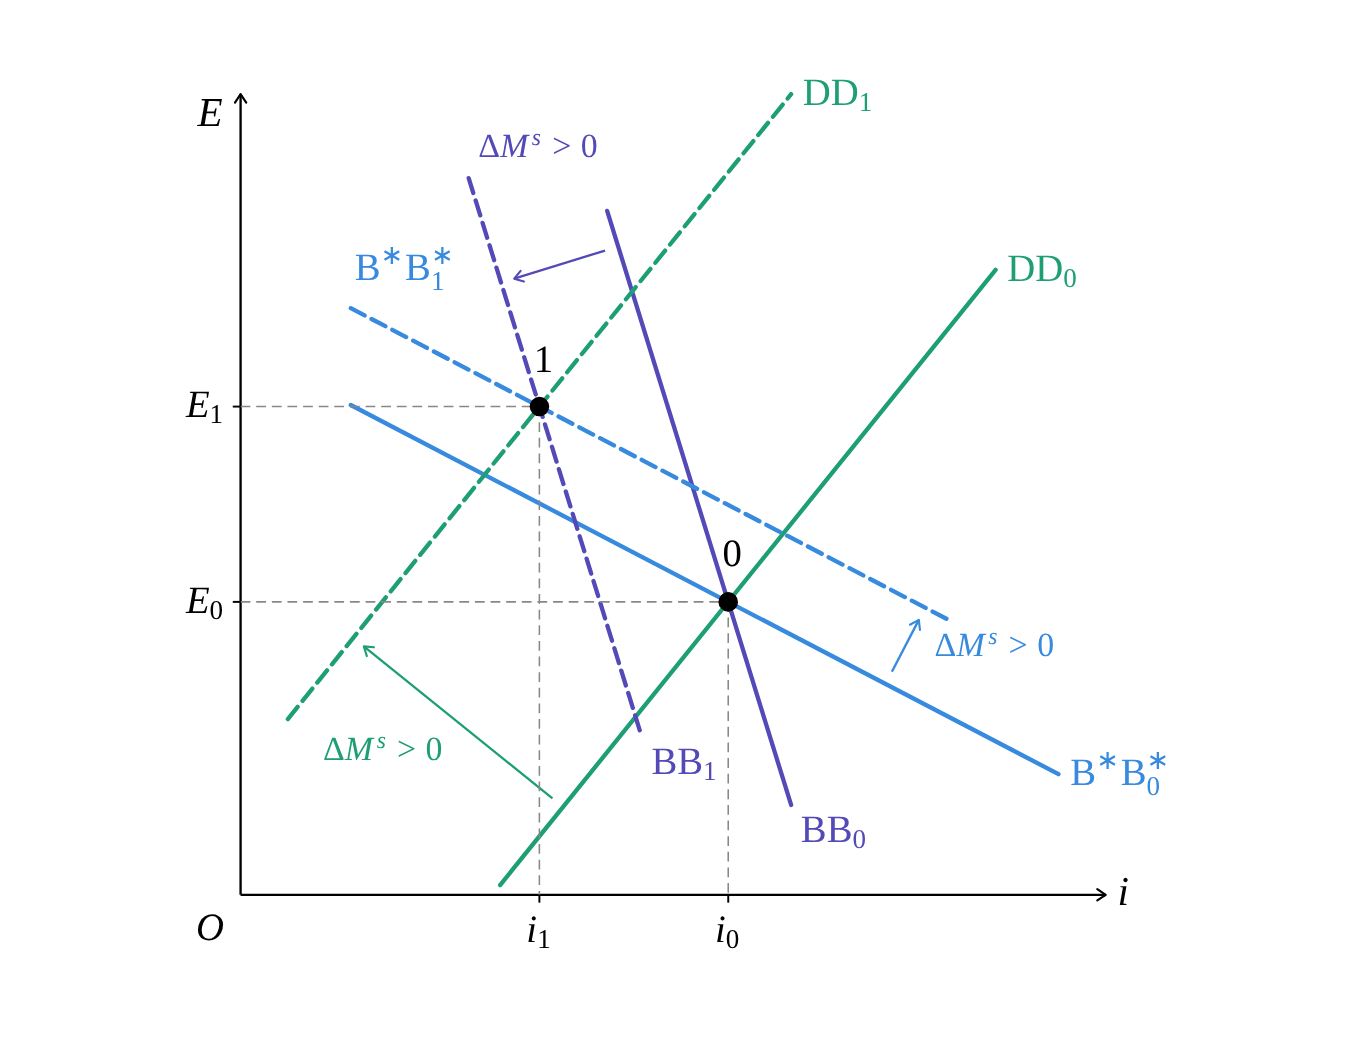 DD₁
E
ΔMˢ > 0
B*B₁*
DD₀
1
E₁
0
E₀
ΔMˢ > 0
ΔMˢ > 0
BB₁
B*B₀*
BB₀
i
O
i₁
i₀